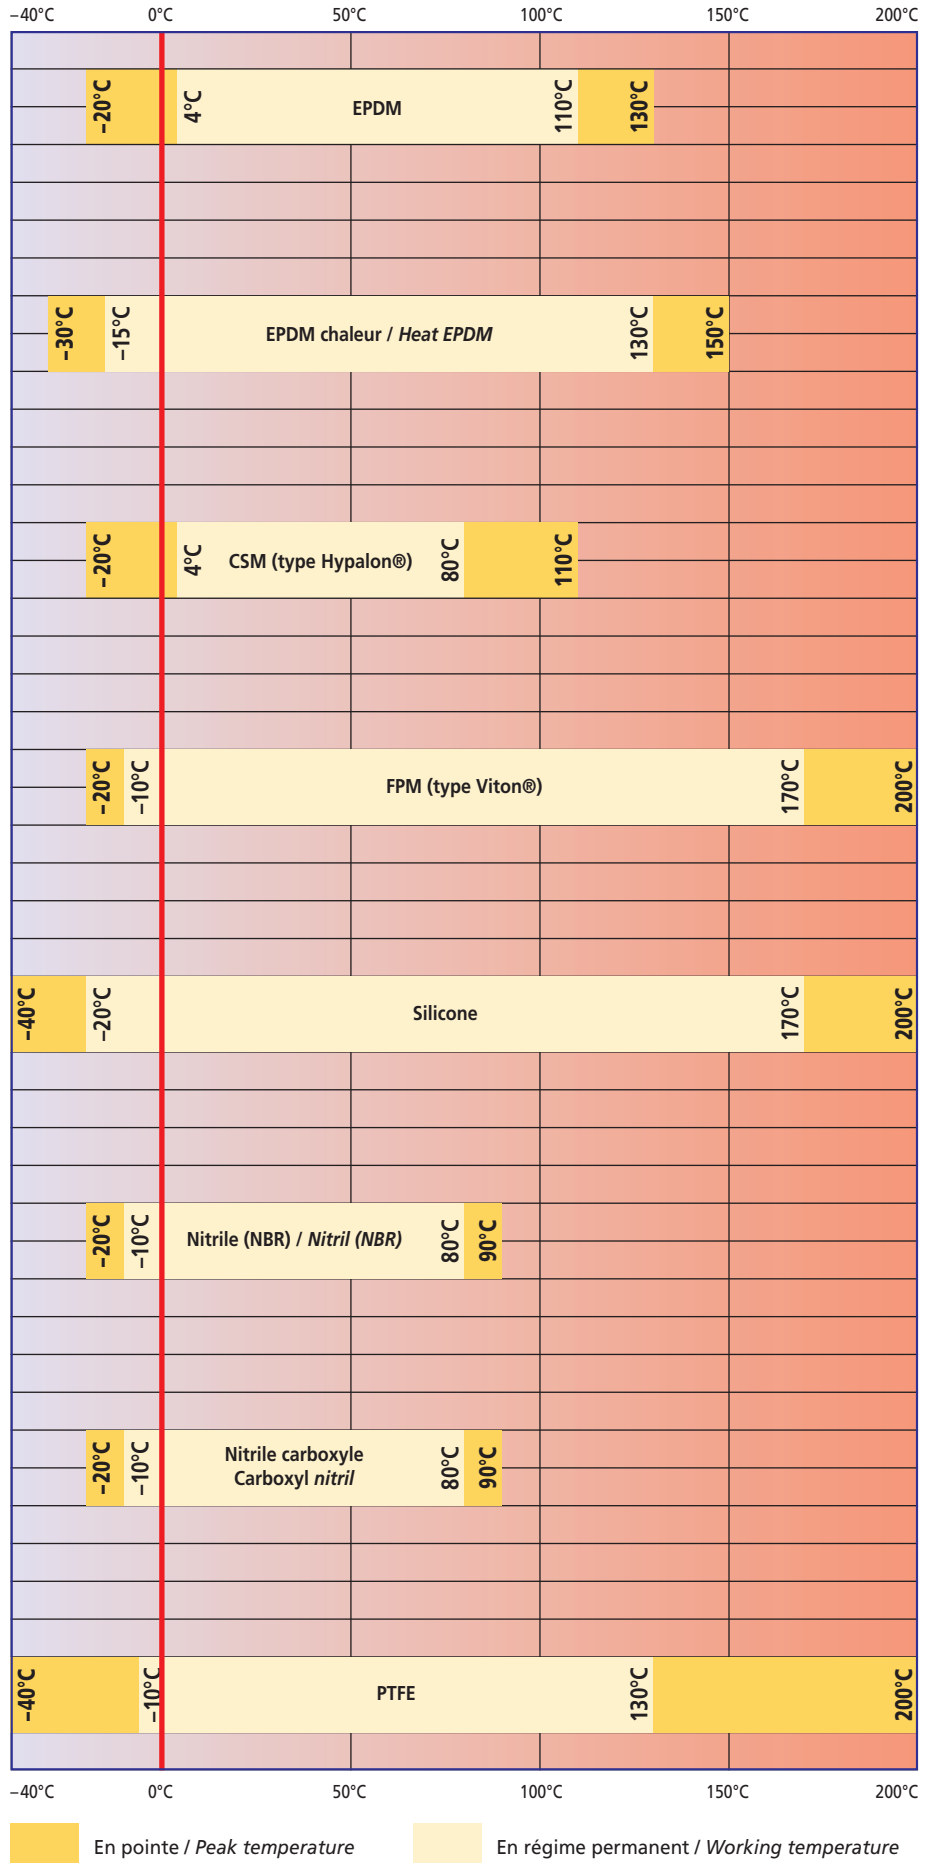 −40°C 0°C 50°C 100°C 150°C 200°C
−20°C 4°C EPDM 110°C 130°C
−30°C −15°C EPDM chaleur / Heat EPDM 130°C 150°C
−20°C 4°C CSM (type Hypalon®) 80°C 110°C
−20°C −10°C FPM (type Viton®) 170°C 200°C
−40°C −20°C Silicone 170°C 200°C
−20°C −10°C Nitrile (NBR) / Nitril (NBR) 80°C 90°C
−20°C −10°C Nitrile carboxyle 80°C 90°C
Carboxyl nitril
−40°C −10°C PTFE 130°C 200°C
−40°C 0°C 50°C 100°C 150°C 200°C
En pointe / Peak temperature En régime permanent / Working temperature